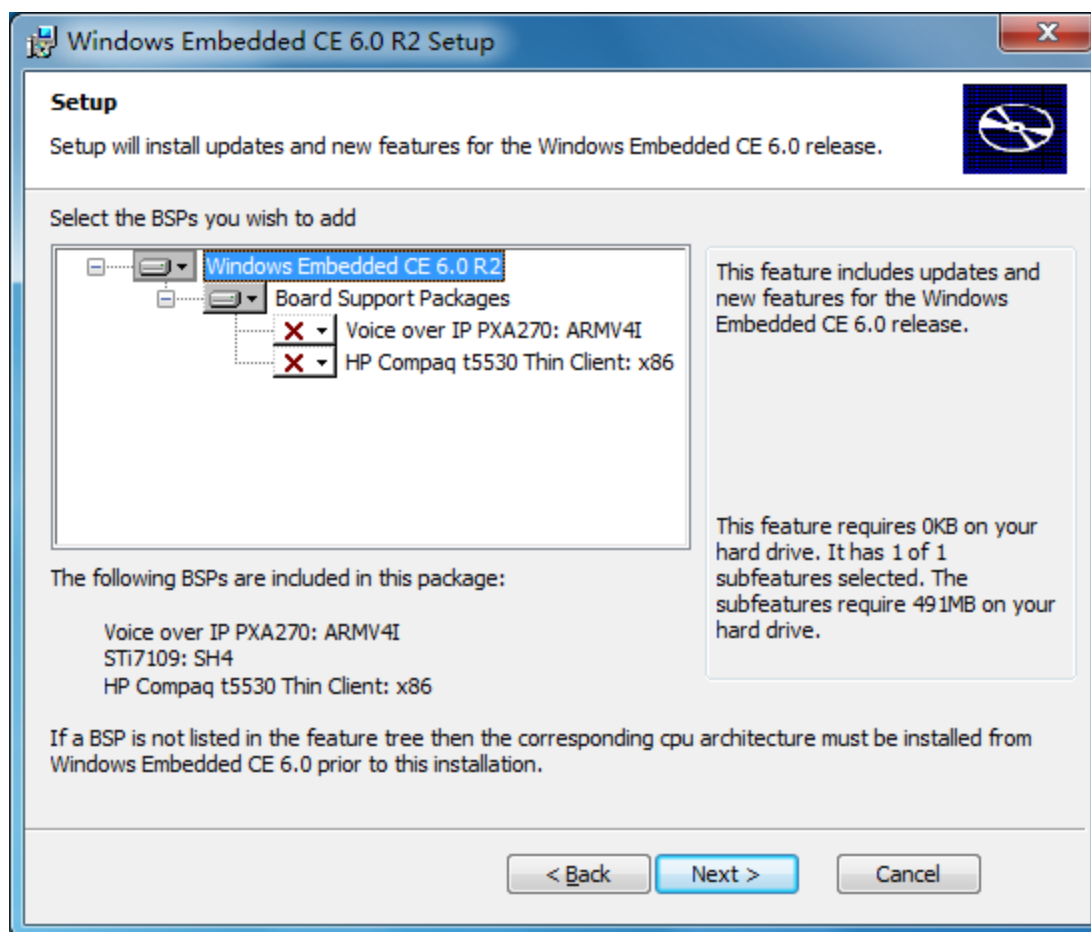 Windows Embedded CE 6.0 R2 Setup
Setup
Setup will install updates and new features for the Windows Embedded CE 6.0 release.
Select the BSPs you wish to add
Windows Embedded CE 6.0 R2
Board Support Packages
Voice over IP PXA270: ARMV4I
HP Compaq t5530 Thin Client: x86
This feature includes updates and
new features for the Windows
Embedded CE 6.0 release.
This feature requires 0KB on your
hard drive. It has 1 of 1
subfeatures selected. The
subfeatures require 491MB on your
hard drive.
The following BSPs are included in this package:
Voice over IP PXA270: ARMV4I
STi7109: SH4
HP Compaq t5530 Thin Client: x86
If a BSP is not listed in the feature tree then the corresponding cpu architecture must be installed from
Windows Embedded CE 6.0 prior to this installation.
< Back
Next >
Cancel